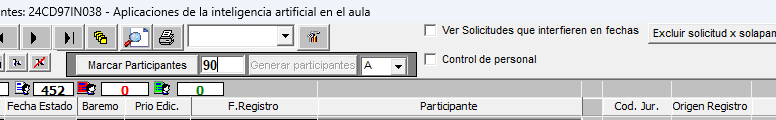 antes: 24CD97IN038 - Aplicaciones de la inteligencia artificial en el aula
Ver Solicitudes que interfieren en fechas
Excluir solicitud x solapan
Marcar Participantes 90 Generar participantes A
Control de personal
452 0 0
Fecha Estado Baremo Prio Edic. F.Registro Participante Cod. Jur. Origen Registro